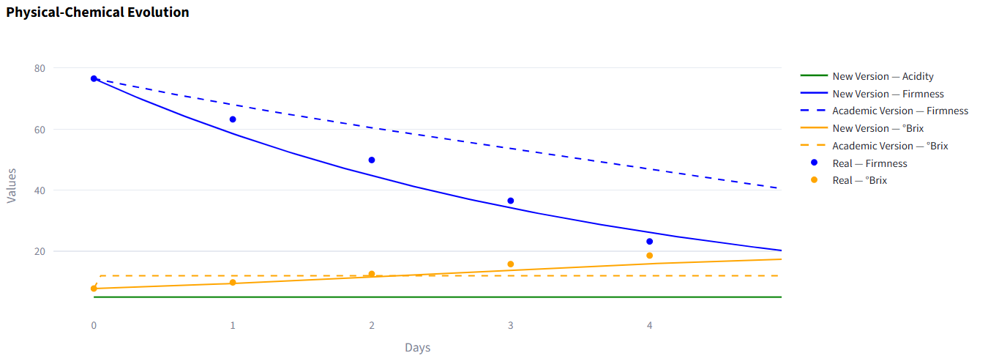 Physical-Chemical Evolution
80
60
40
20
Values
0 1 2 3 4
Days
New Version — Acidity
New Version — Firmness
Academic Version — Firmness
New Version — °Brix
Academic Version — °Brix
Real — Firmness
Real — °Brix